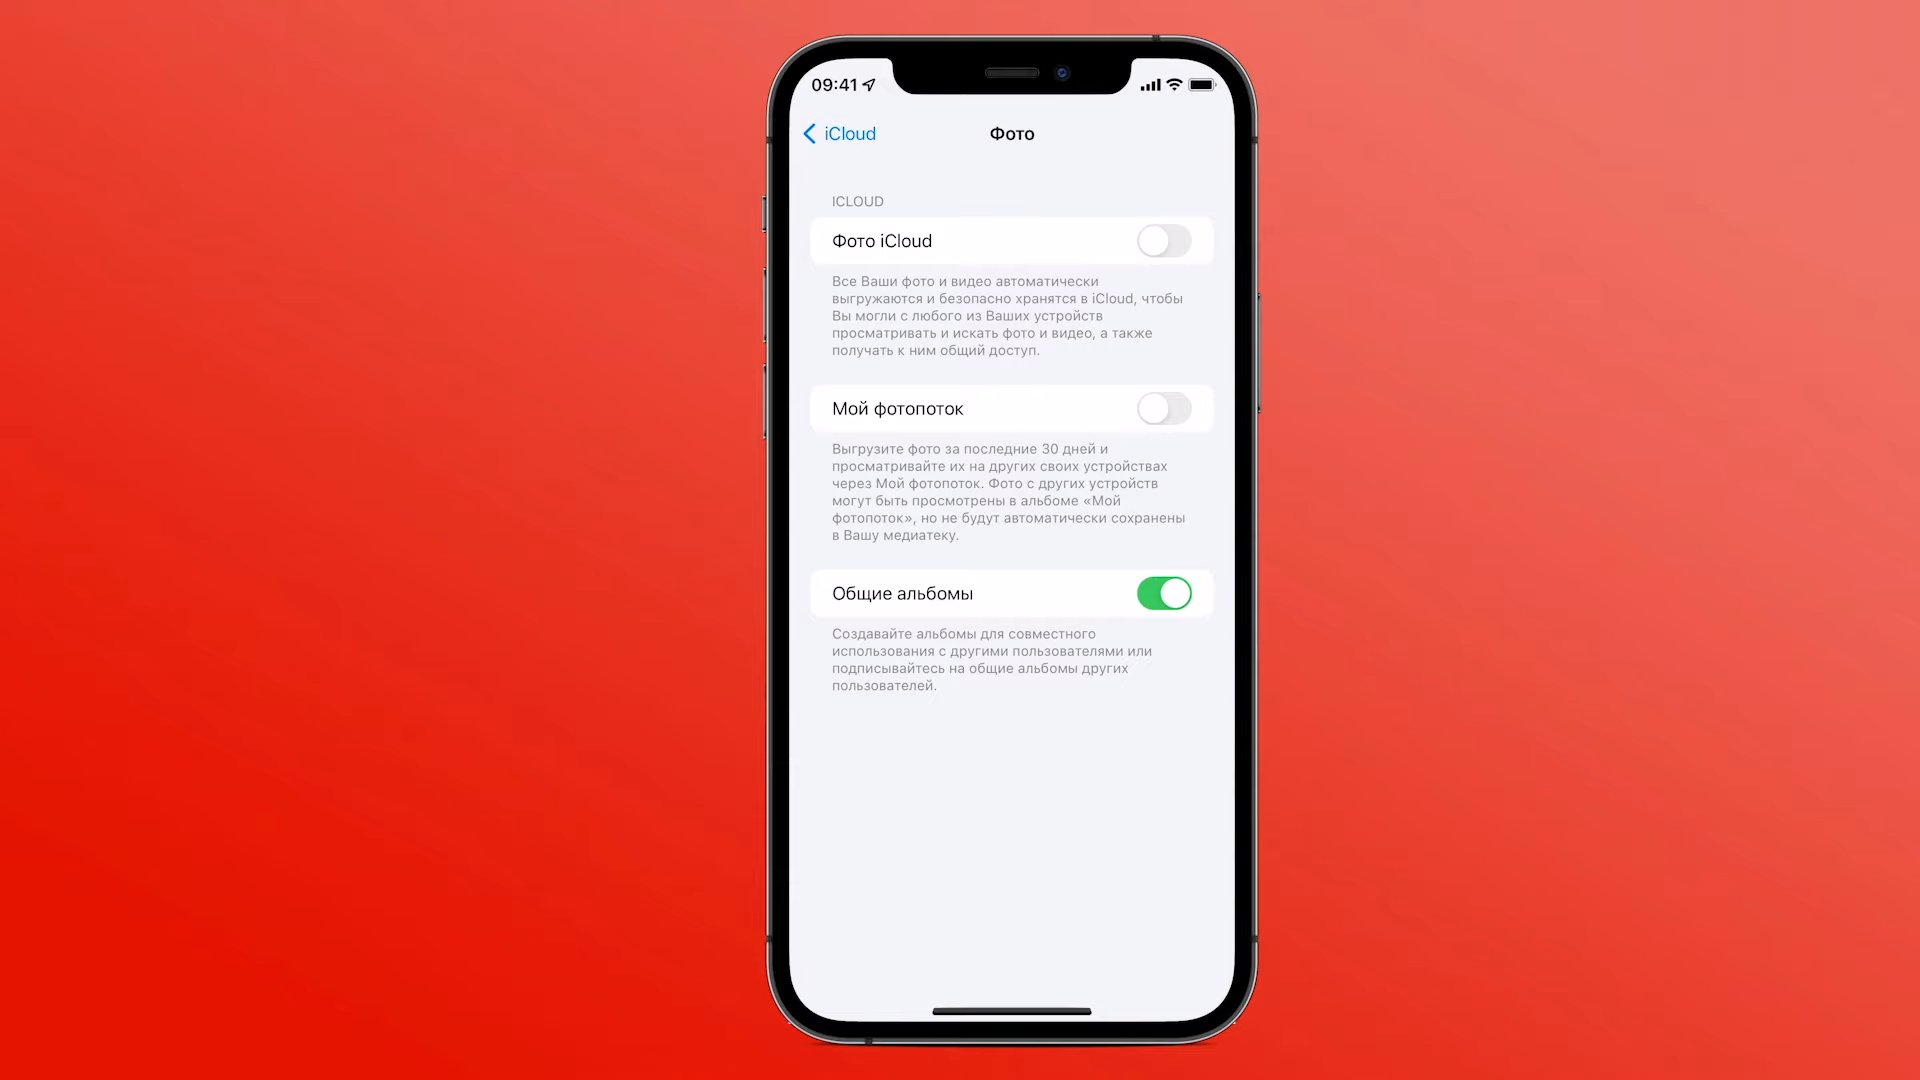 09:41
iCloud
Фото
ICLOUD
Фото iCloud
Все Ваши фото и видео автоматически
выгружаются и безопасно хранятся в iCloud, чтобы
Вы могли с любого из Ваших устройств
просматривать и искать фото и видео, а также
получать к ним общий доступ.
Мой фотопоток
Выгрузите фото за последние 30 дней и
просматривайте их на других своих устройствах
через Мой фотопоток. Фото с других устройств
могут быть просмотрены в альбоме «Мой
фотопоток», но не будут автоматически сохранены
в Вашу медиатеку.
Общие альбомы
Создавайте альбомы для совместного
использования с другими пользователями или
подписывайтесь на общие альбомы других
пользователей.